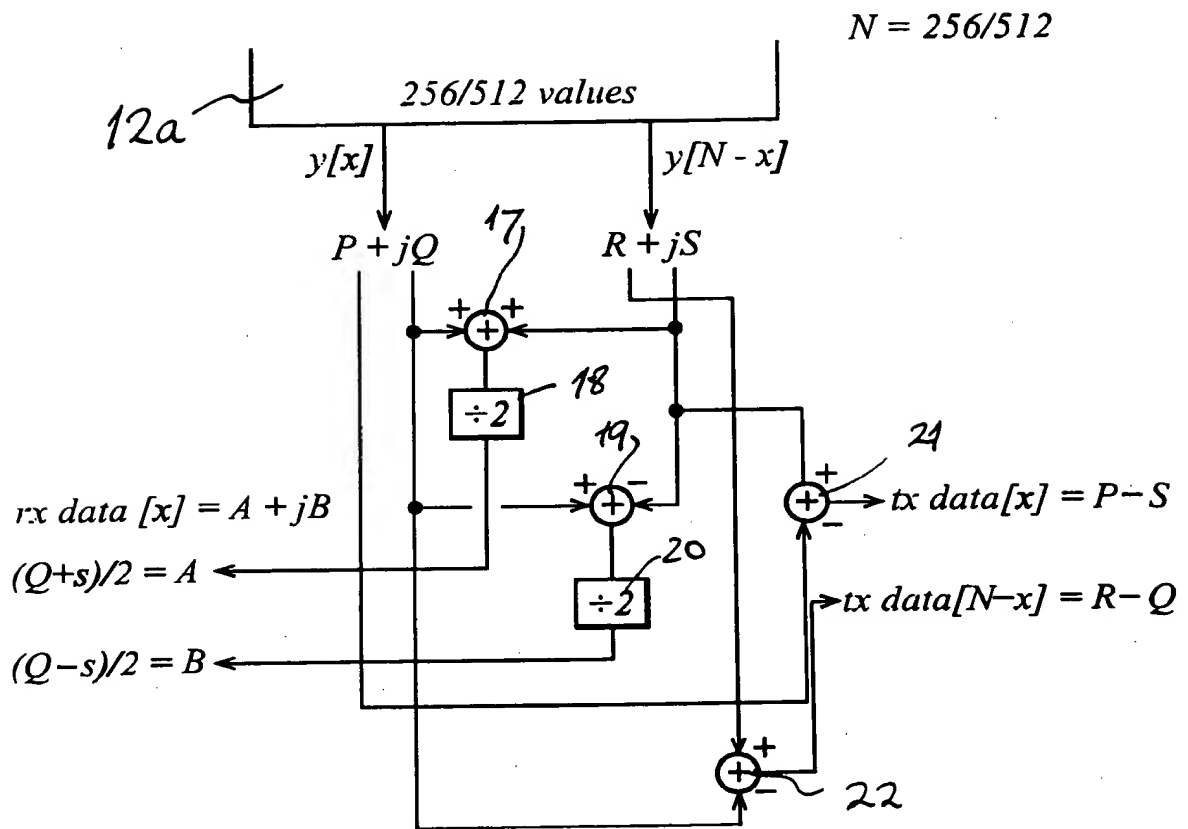 N = 256/512
256/512 values
12a
y[x]
y[N - x]
P + jQ
17
R + jS
+ +
+
÷2
18
19
+ −
+
21
+
+
−
tx data[x] = P−S
rx data [x] = A + jB
(Q+s)/2 = A
20
÷2
tx data[N−x] = R−Q
(Q−s)/2 = B
+
+
−
22